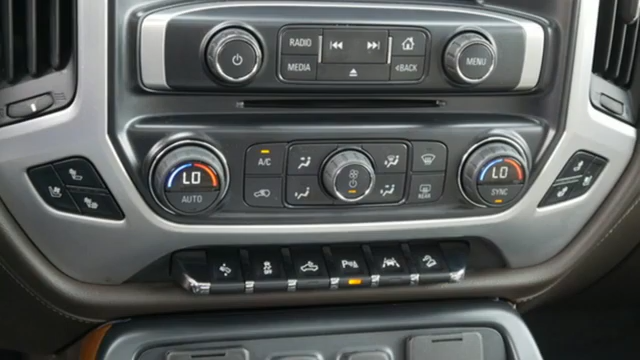 RADIO
MEDIA
<BACK
MENU
LO
AUTO
A/C
REAR
LO
SYNC